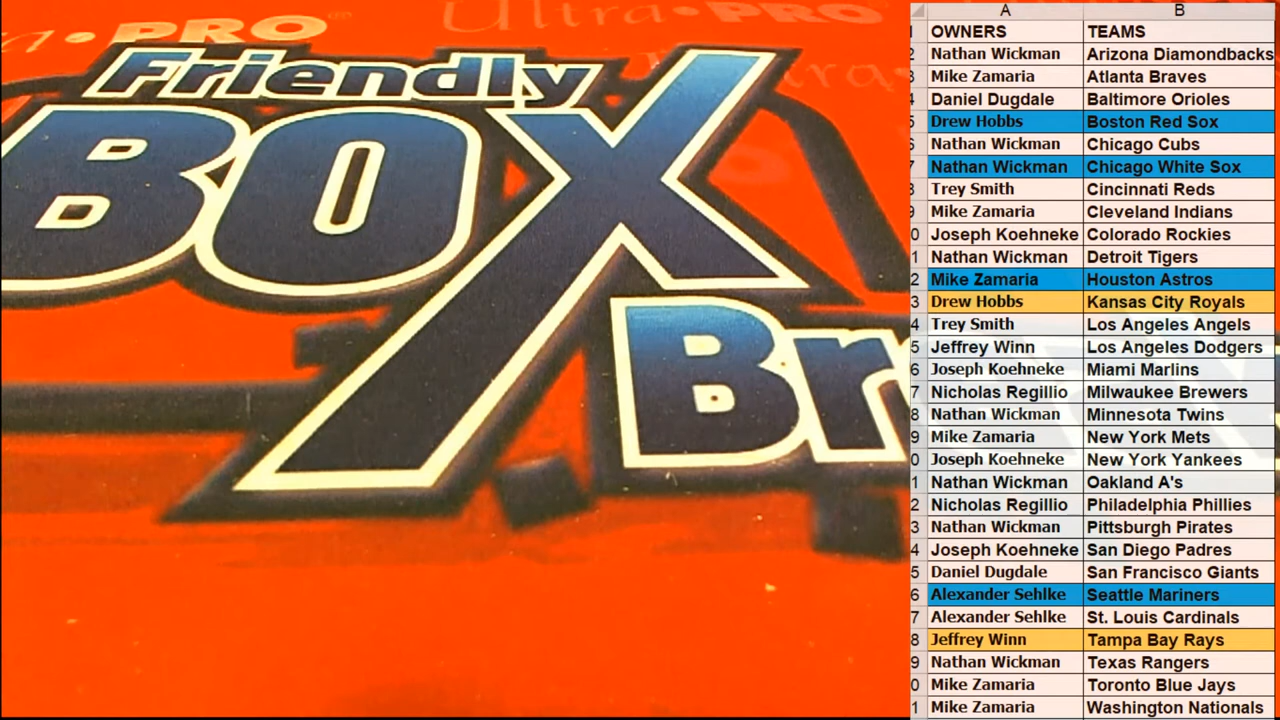 Ultra PRO
PRO
Friendly
BOX
Br
A B
OWNERS TEAMS
Nathan Wickman Arizona Diamondbacks
Mike Zamaria Atlanta Braves
Daniel Dugdale Baltimore Orioles
Drew Hobbs Boston Red Sox
Nathan Wickman Chicago Cubs
Nathan Wickman Chicago White Sox
Trey Smith Cincinnati Reds
Mike Zamaria Cleveland Indians
Joseph Koehneke Colorado Rockies
Nathan Wickman Detroit Tigers
Mike Zamaria Houston Astros
Drew Hobbs Kansas City Royals
Trey Smith Los Angeles Angels
Jeffrey Winn Los Angeles Dodgers
Joseph Koehneke Miami Marlins
Nicholas Regillio Milwaukee Brewers
Nathan Wickman Minnesota Twins
Mike Zamaria New York Mets
Joseph Koehneke New York Yankees
Nathan Wickman Oakland A's
Nicholas Regillio Philadelphia Phillies
Nathan Wickman Pittsburgh Pirates
Joseph Koehneke San Diego Padres
Daniel Dugdale San Francisco Giants
Alexander Sehlke Seattle Mariners
Alexander Sehlke St. Louis Cardinals
Jeffrey Winn Tampa Bay Rays
Nathan Wickman Texas Rangers
Mike Zamaria Toronto Blue Jays
Mike Zamaria Washington Nationals